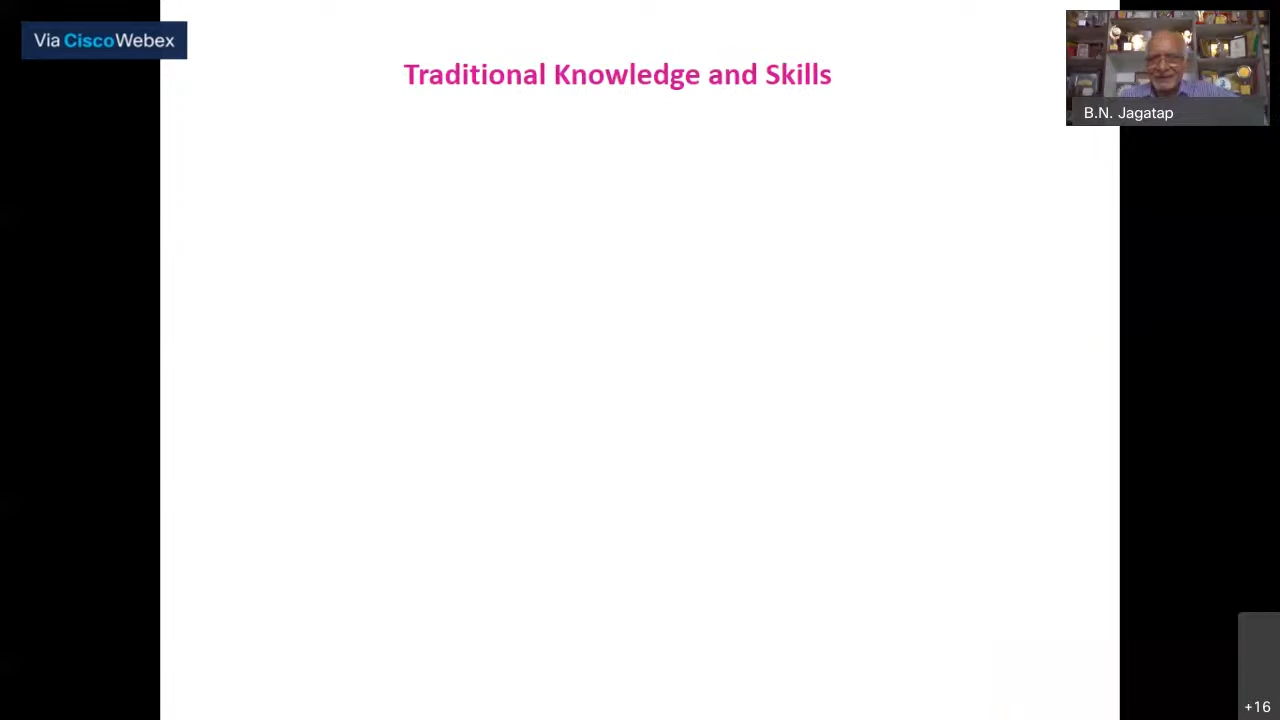 Via CiscoWebex
Traditional Knowledge and Skills
B.N. Jagatap
+16